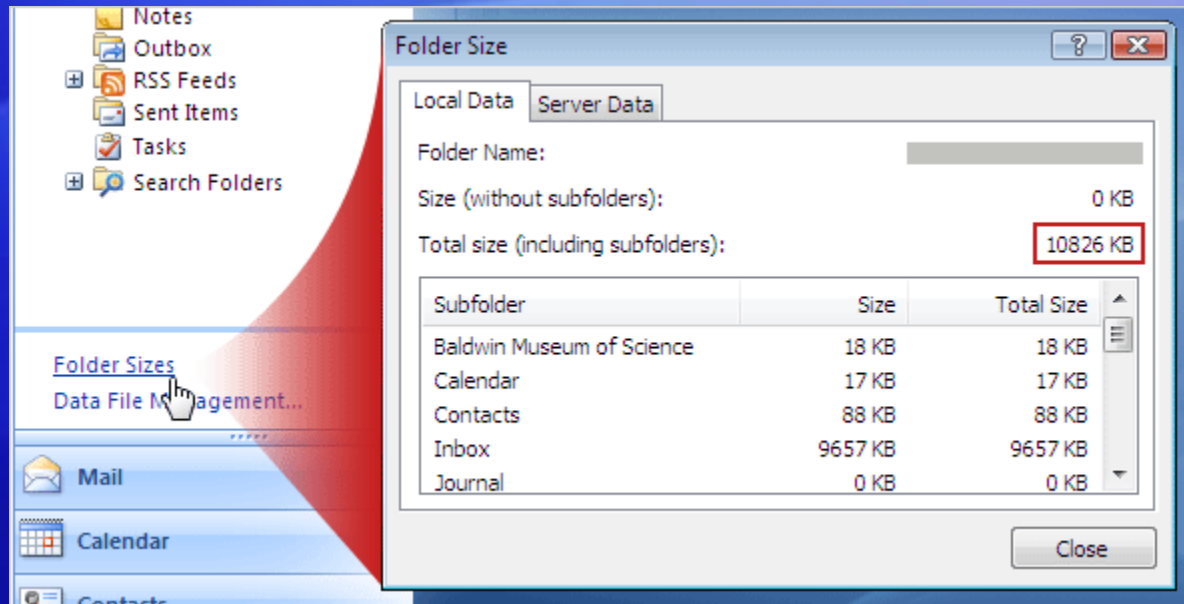 Notes
Outbox
RSS Feeds
Sent Items
Tasks
Search Folders
Folder Sizes
Data File Management...
Mail
Calendar
Contacts
Folder Size
Local Data Server Data
Folder Name:
Size (without subfolders): 0 KB
Total size (including subfolders): 10826 KB
Subfolder Size Total Size
Baldwin Museum of Science 18 KB 18 KB
Calendar 17 KB 17 KB
Contacts 88 KB 88 KB
Inbox 9657 KB 9657 KB
Journal 0 KB 0 KB
Close